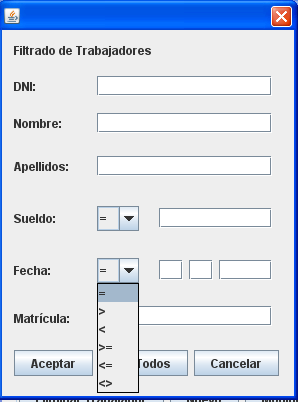 Filtrado de Trabajadores
DNI:
Nombre:
Apellidos:
Sueldo: =
Fecha: =
=
>
<
>=
<=
<>
Matrícula:
Aceptar Todos Cancelar